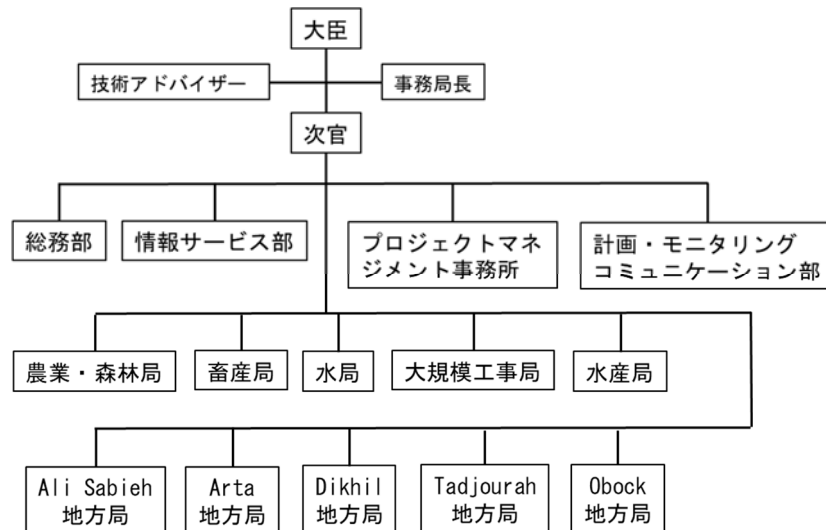 大臣
技術アドバイザー
事務局長
次官
総務部
情報サービス部
プロジェクトマネ
ジメント事務所
計画・モニタリング
コミュニケーション部
農業・森林局
畜産局
水局
大規模工事局
水産局
Ali Sabieh
地方局
Arta
地方局
Dikhil
地方局
Tadjourah
地方局
Obock
地方局